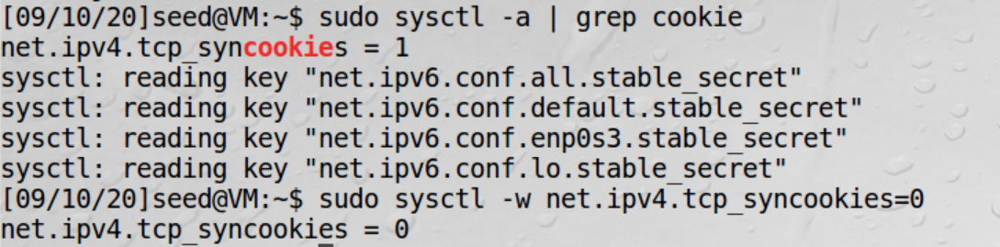 [09/10/20]seed@VM:~$ sudo sysctl -a | grep cookie
net.ipv4.tcp_syncookies = 1
sysctl: reading key "net.ipv6.conf.all.stable_secret"
sysctl: reading key "net.ipv6.conf.default.stable_secret"
sysctl: reading key "net.ipv6.conf.enp0s3.stable_secret"
sysctl: reading key "net.ipv6.conf.lo.stable_secret"
[09/10/20]seed@VM:~$ sudo sysctl -w net.ipv4.tcp_syncookies=0
net.ipv4.tcp_syncookies = 0